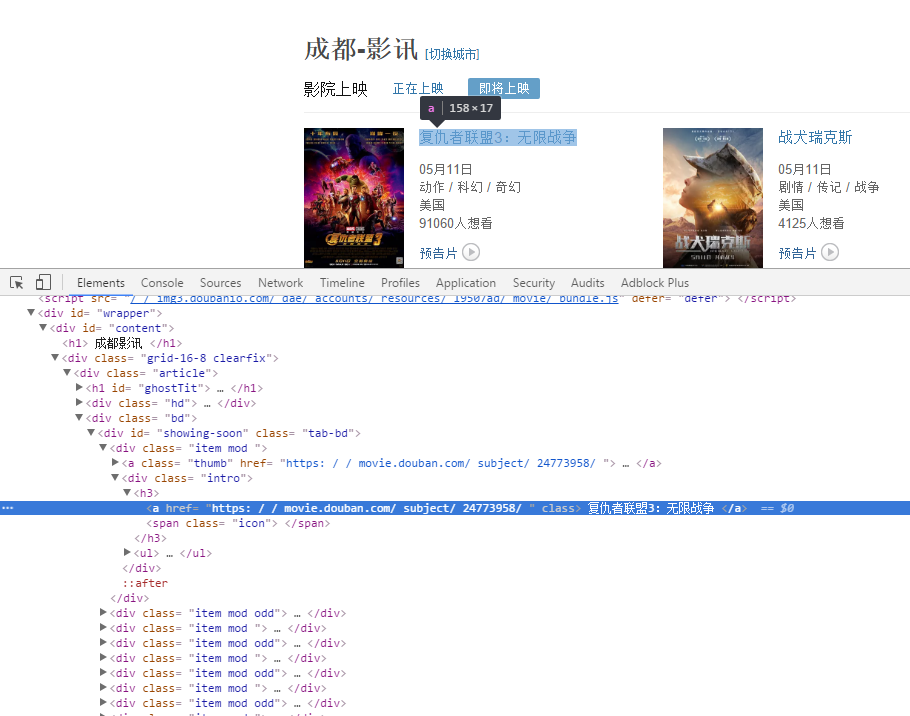 成都-影讯 [切换城市]
影院上映 正在上映 即将上映
a 158×17
复仇者联盟3：无限战争
05月11日
动作 / 科幻 / 奇幻
美国
91060人想看
预告片
复仇者联盟3
战犬瑞克斯
05月11日
剧情 / 传记 / 战争
美国
4125人想看
预告片
战犬瑞克斯
Elements Console Sources Network Timeline Profiles Application Security Audits Adblock Plus
<script src= "/ / img3.doubanio.com/ dae/ accounts/ resources/ 19507ad/ movie/ bundle.js" defer= "defer"> </script>
<div id= "wrapper">
<div id= "content">
<h1> 成都影讯 </h1>
<div class= "grid-16-8 clearfix">
<div class= "article">
<h1 id= "ghostTit"> … </h1>
<div class= "hd"> … </div>
<div class= "bd">
<div id= "showing-soon" class= "tab-bd">
<div class= "item mod ">
<a class= "thumb" href= "https: / / movie.douban.com/ subject/ 24773958/ "> … </a>
<div class= "intro">
<h3>
<a href= "https: / / movie.douban.com/ subject/ 24773958/ " class> 复仇者联盟3: 无限战争 </a> == $0
<span class= "icon"> </span>
</h3>
<ul> … </ul>
</div>
::after
</div>
<div class= "item mod odd"> … </div>
<div class= "item mod "> … </div>
<div class= "item mod odd"> … </div>
<div class= "item mod "> … </div>
<div class= "item mod odd"> … </div>
<div class= "item mod "> … </div>
<div class= "item mod odd"> … </div>